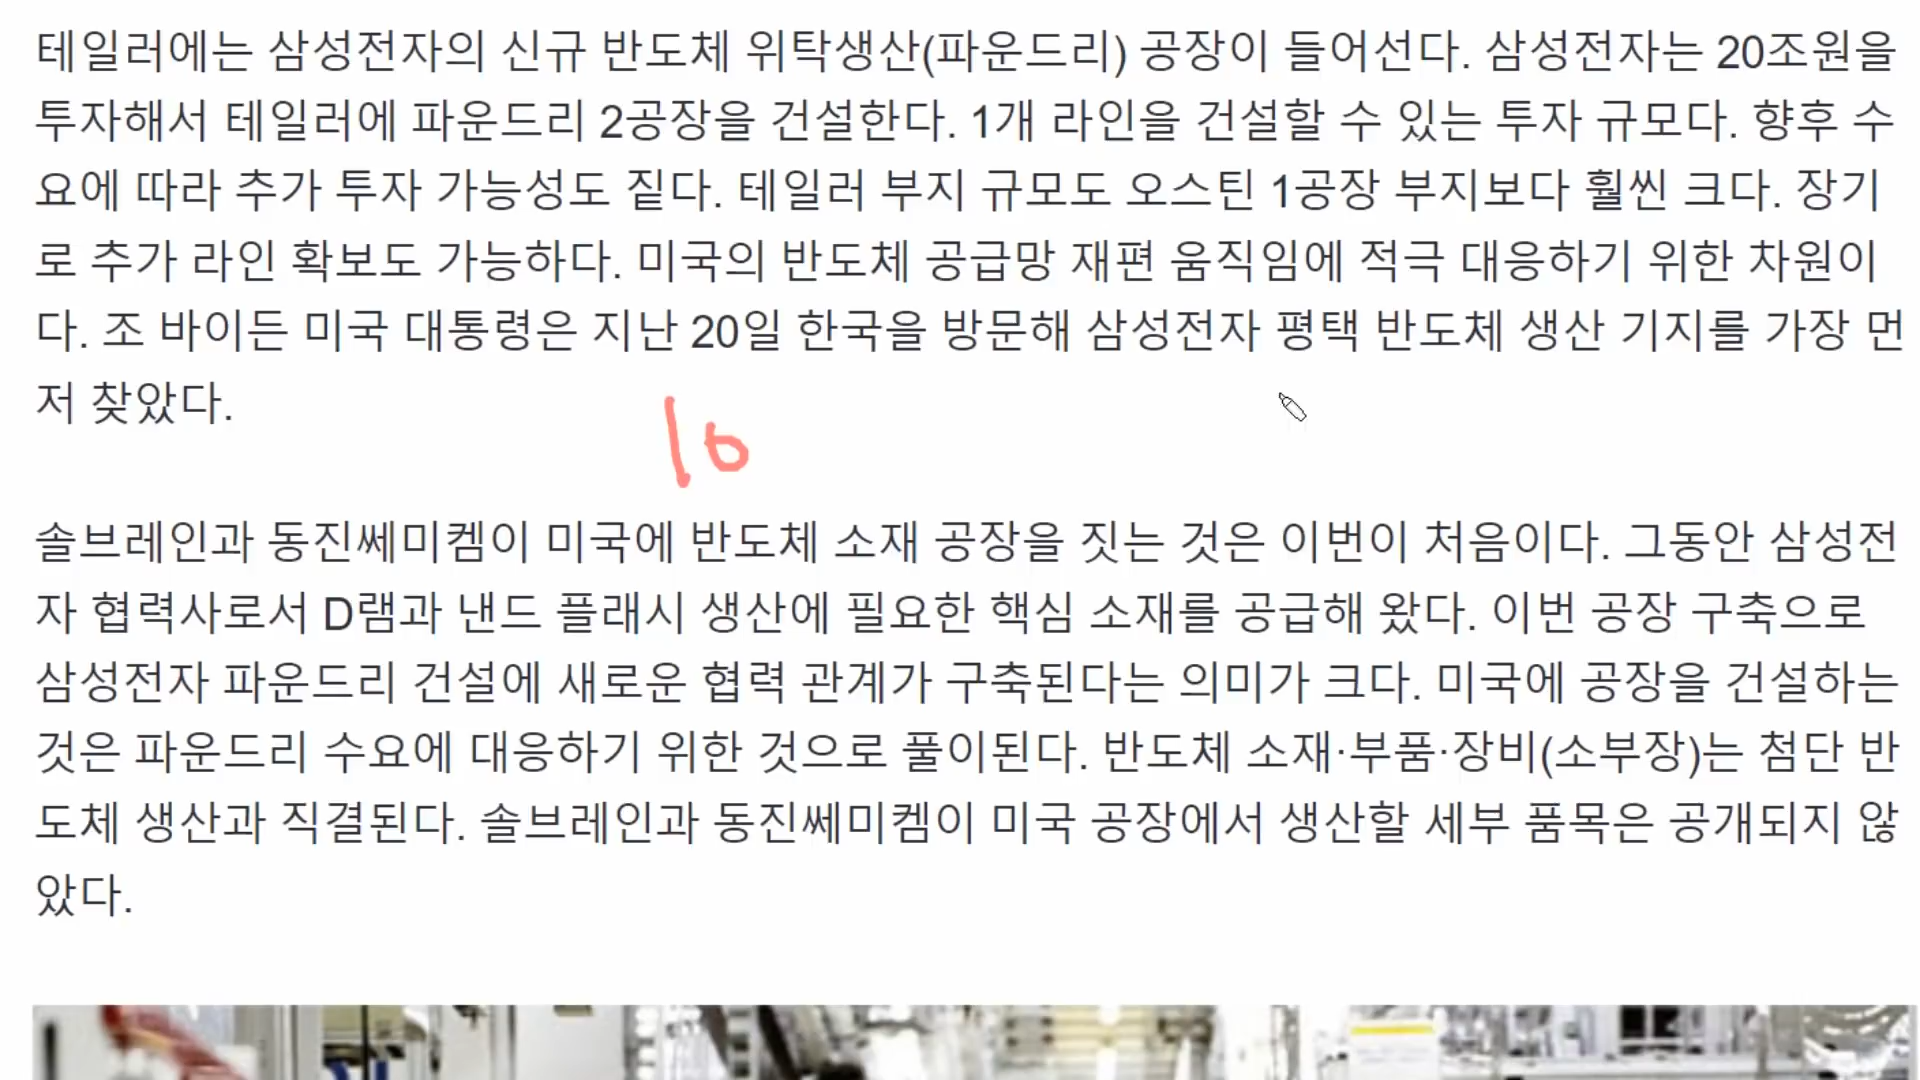 테일러에는 삼성전자의 신규 반도체 위탁생산(파운드리) 공장이 들어선다. 삼성전자는 20조원을
투자해서 테일러에 파운드리 2공장을 건설한다. 1개 라인을 건설할 수 있는 투자 규모다. 향후 수
요에 따라 추가 투자 가능성도 짙다. 테일러 부지 규모도 오스틴 1공장 부지보다 훨씬 크다. 장기
로 추가 라인 확보도 가능하다. 미국의 반도체 공급망 재편 움직임에 적극 대응하기 위한 차원이
다. 조 바이든 미국 대통령은 지난 20일 한국을 방문해 삼성전자 평택 반도체 생산 기지를 가장 먼
저 찾았다.
10
솔브레인과 동진쎄미켐이 미국에 반도체 소재 공장을 짓는 것은 이번이 처음이다. 그동안 삼성전
자 협력사로서 D램과 낸드 플래시 생산에 필요한 핵심 소재를 공급해 왔다. 이번 공장 구축으로
삼성전자 파운드리 건설에 새로운 협력 관계가 구축된다는 의미가 크다. 미국에 공장을 건설하는
것은 파운드리 수요에 대응하기 위한 것으로 풀이된다. 반도체 소재·부품·장비(소부장)는 첨단 반
도체 생산과 직결된다. 솔브레인과 동진쎄미켐이 미국 공장에서 생산할 세부 품목은 공개되지 않
았다.